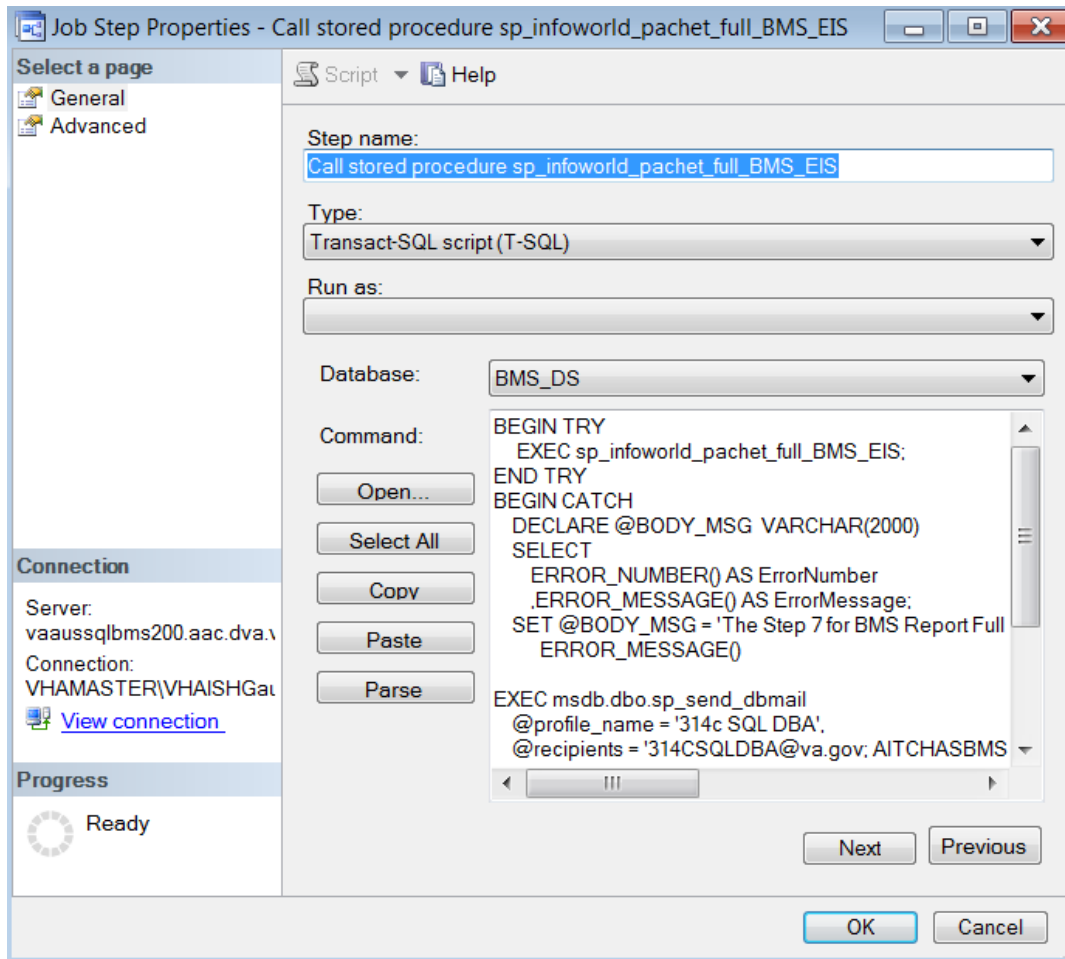 Job Step Properties - Call stored procedure sp_infoworld_pachet_full_BMS_EIS
Select a page
General
Advanced
Script
Help
Step name:
Call stored procedure sp_infoworld_pachet_full_BMS_EIS
Type:
Transact-SQL script (T-SQL)
Run as:
Database:
BMS_DS
Command:
Open...
Select All
Copy
Paste
Parse
BEGIN TRY
EXEC sp_infoworld_pachet_full_BMS_EIS;
END TRY
BEGIN CATCH
DECLARE @BODY_MSG VARCHAR(2000)
SELECT
ERROR_NUMBER() AS ErrorNumber
,ERROR_MESSAGE() AS ErrorMessage;
SET @BODY_MSG = 'The Step 7 for BMS Report Full
ERROR_MESSAGE()
EXEC msdb.dbo.sp_send_dbmail
@profile_name = '314c SQL DBA',
@recipients = '314CSQLDBA@va.gov; AITCHASBMS
Connection
Server:
vaaussqlbms200.aac.dva.v
Connection:
VHAMASTER\VHAISHGau
View connection
Progress
Ready
Next
Previous
OK
Cancel